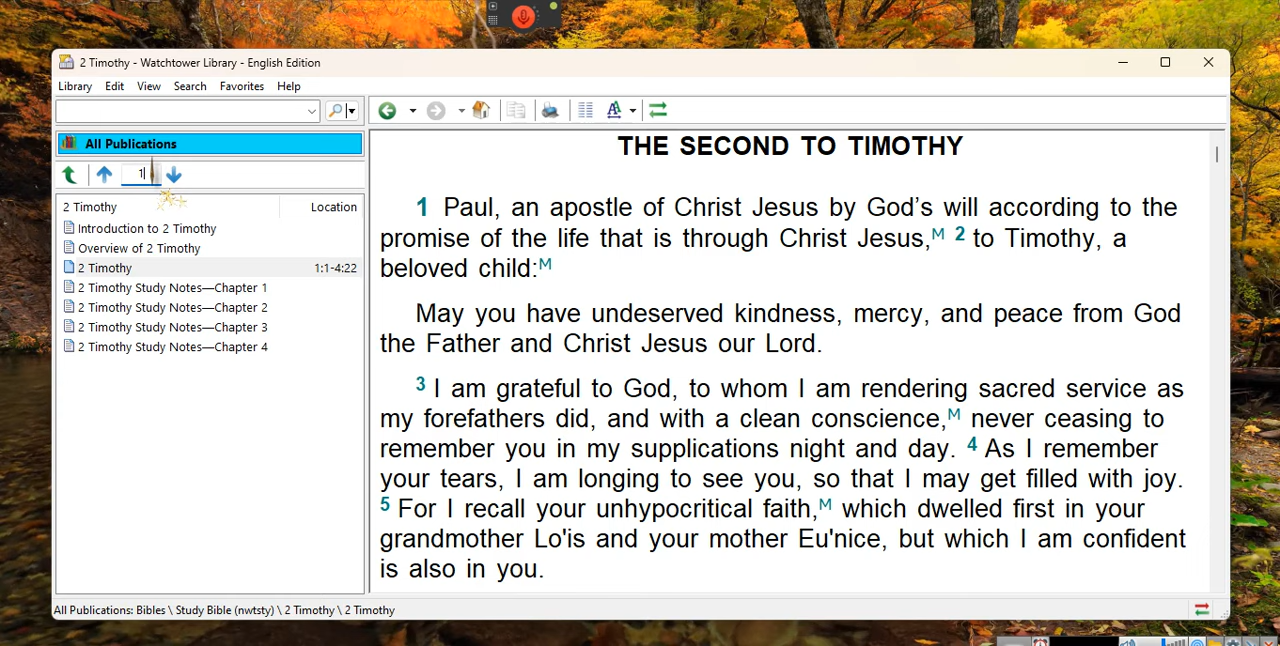 2 Timothy - Watchtower Library - English Edition
Library Edit View Search Favorites Help
All Publications
1
2 Timothy Location
Introduction to 2 Timothy
Overview of 2 Timothy
2 Timothy 1:1-4:22
2 Timothy Study Notes—Chapter 1
2 Timothy Study Notes—Chapter 2
2 Timothy Study Notes—Chapter 3
2 Timothy Study Notes—Chapter 4
THE SECOND TO TIMOTHY
1 Paul, an apostle of Christ Jesus by God’s will according to the
promise of the life that is through Christ Jesus,M 2 to Timothy, a
beloved child:M
May you have undeserved kindness, mercy, and peace from God
the Father and Christ Jesus our Lord.
3 I am grateful to God, to whom I am rendering sacred service as
my forefathers did, and with a clean conscience,M never ceasing to
remember you in my supplications night and day. 4 As I remember
your tears, I am longing to see you, so that I may get filled with joy.
5 For I recall your unhypocritical faith,M which dwelled first in your
grandmother Lo'is and your mother Eu'nice, but which I am confident
is also in you.
All Publications: Bibles \ Study Bible (nwtsty) \ 2 Timothy \ 2 Timothy